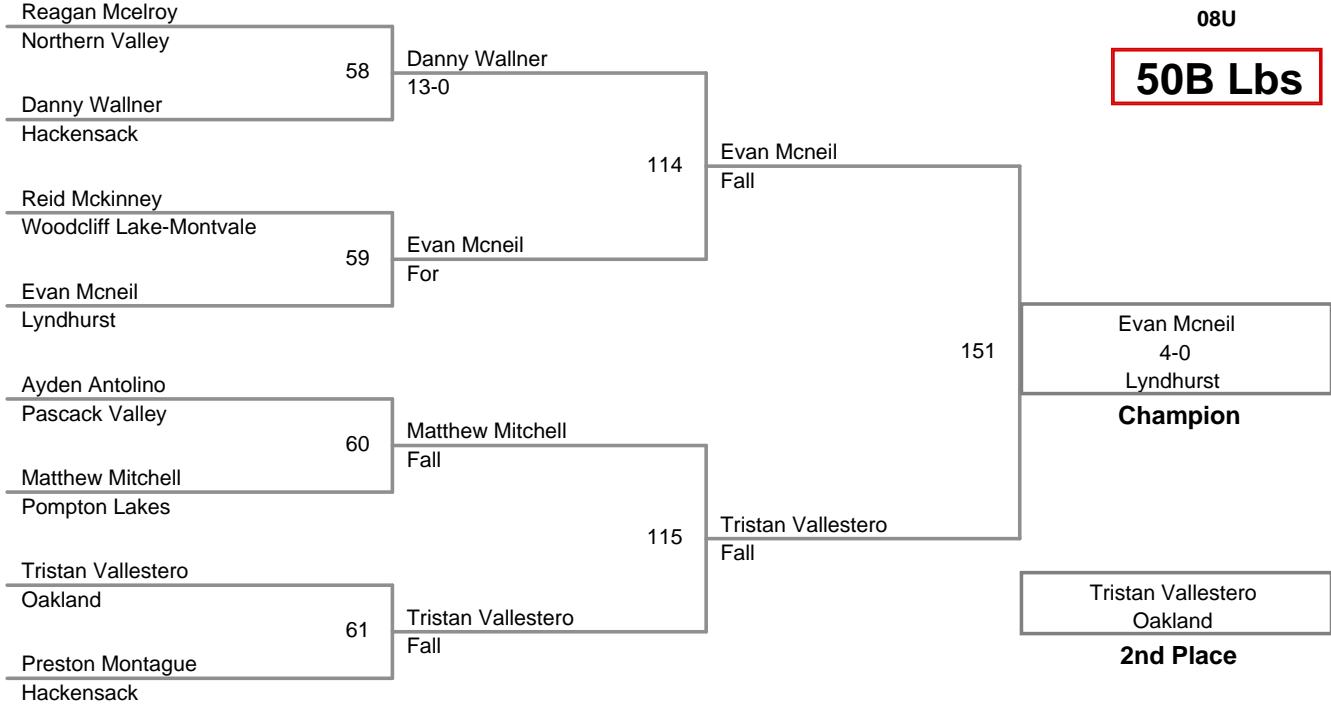 Reagan Mcelroy
Northern Valley
08U
50B Lbs
58
Danny Wallner
13-0
Danny Wallner
Hackensack
114
Evan Mcneil
Fall
Reid Mckinney
Woodcliff Lake-Montvale
59
Evan Mcneil
For
Evan Mcneil
Lyndhurst
151
Evan Mcneil
4-0
Lyndhurst
Champion
Ayden Antolino
Pascack Valley
60
Matthew Mitchell
Fall
Matthew Mitchell
Pompton Lakes
115
Tristan Vallestero
Fall
Tristan Vallestero
Oakland
61
Tristan Vallestero
Fall
Preston Montague
Hackensack
Tristan Vallestero
Oakland
2nd Place